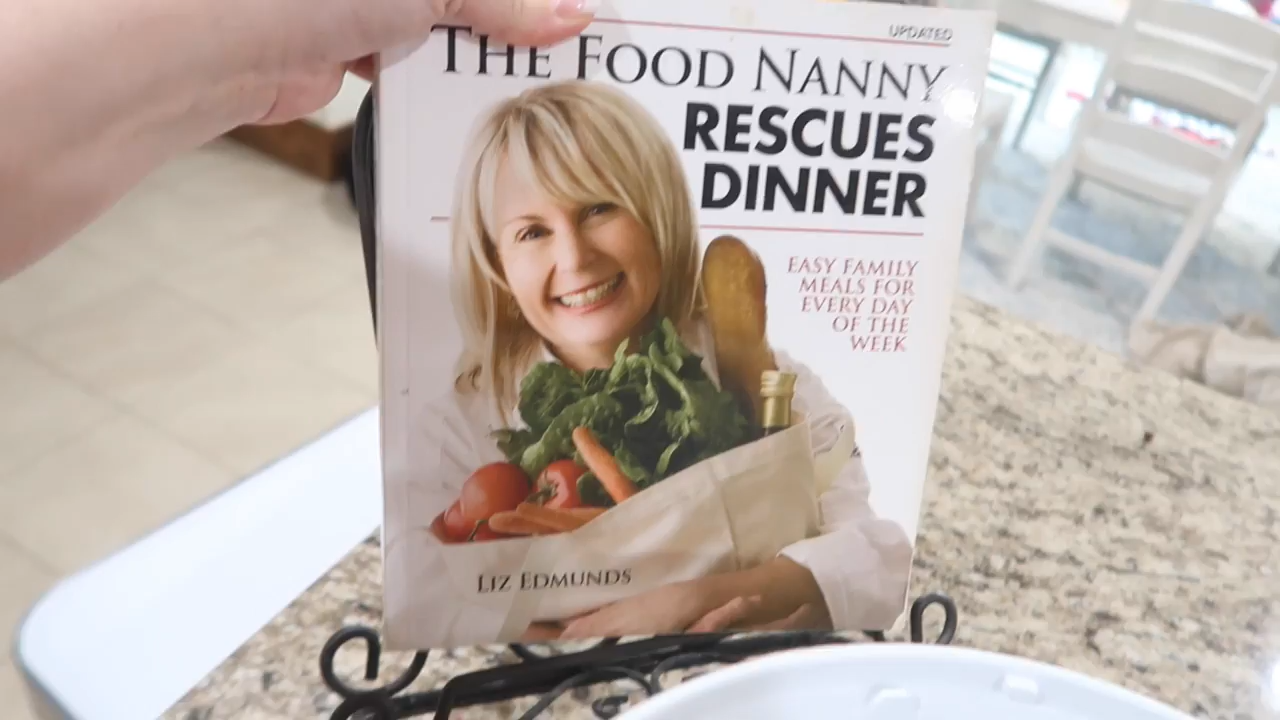 UPDATED
THE FOOD NANNY
RESCUES
DINNER
EASY FAMILY
MEALS FOR
EVERY DAY
OF THE
WEEK
LIZ EDMUNDS